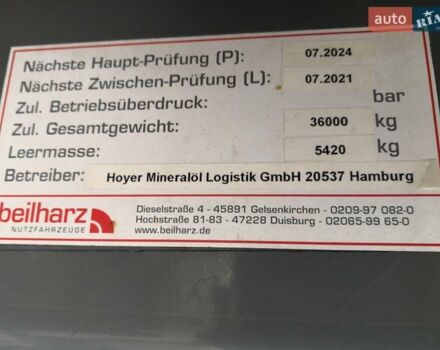 auto RIA
Nächste Haupt-Prüfung (P): 07.2024
Nächste Zwischen-Prüfung (L): 07.2021
Zul. Betriebsüberdruck: bar
Zul. Gesamtgewicht: 36000 kg
Leermasse: 5420 kg
Betreiber: Hoyer Mineralöl Logistik GmbH 20537 Hamburg
beilharz
NUTZFAHRZEUGE
Dieselstraße 4 - 45891 Gelsenkirchen - 0209-97 082-0
Hochstraße 81-83 - 47228 Duisburg - 02065-99 65-0
www.beilharz.de